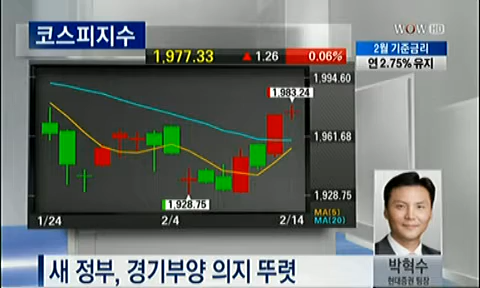 코스피지수
1,977.33 ▲ 1.26 0.06%
WOW HD
2월 기준금리
연 2.75% 유지
1,994.60
1,983.24
1,961.68
1,928.75
1,928.75
MA(5)
MA(20)
1/24 2/4 2/14
박혁수
현대증권 팀장
새 정부, 경기부양 의지 뚜렷